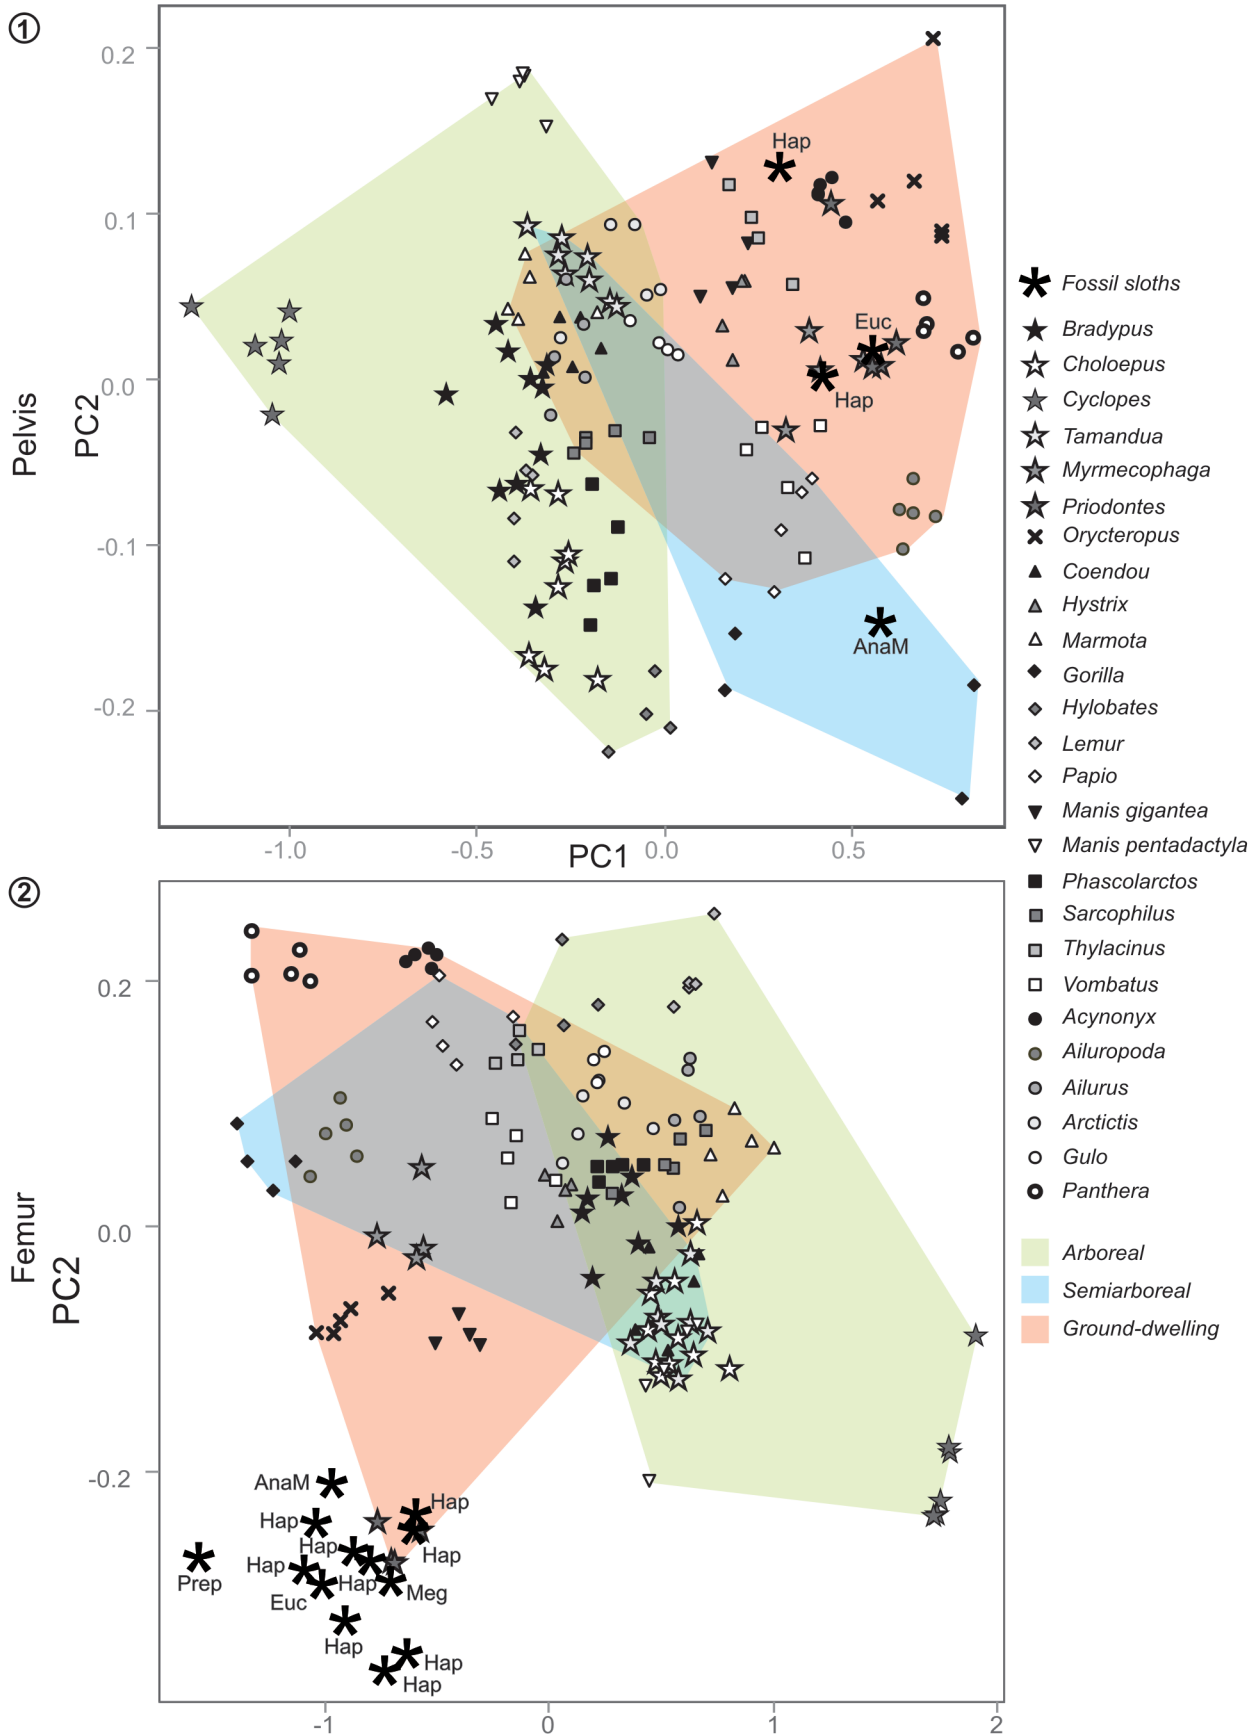 1
0.2
0.1
0.0
-0.1
-0.2
Pelvis
PC2
Hap
Euc
Hap
AnaM
-1.0
-0.5
0.0
0.5
PC1
Fossil sloths
Bradypus
Choloepus
Cyclopes
Tamandua
Myrmecophaga
Priodontes
Orycteropus
Coendou
Hystrix
Marmota
Gorilla
Hylobates
Lemur
Papio
Manis gigantea
Manis pentadactyla
Phascolarctos
Sarcophilus
Thylacinus
Vombatus
Acynonyx
Ailuropoda
Ailurus
Arctictis
Gulo
Panthera
Arboreal
Semiarboreal
Ground-dwelling
2
0.2
0.0
-0.2
Femur
PC2
AnaM
Hap
Hap
Hap
Hap
Hap
Hap
Prep
Euc
Meg
Hap
Hap
Hap
-1
0
1
2